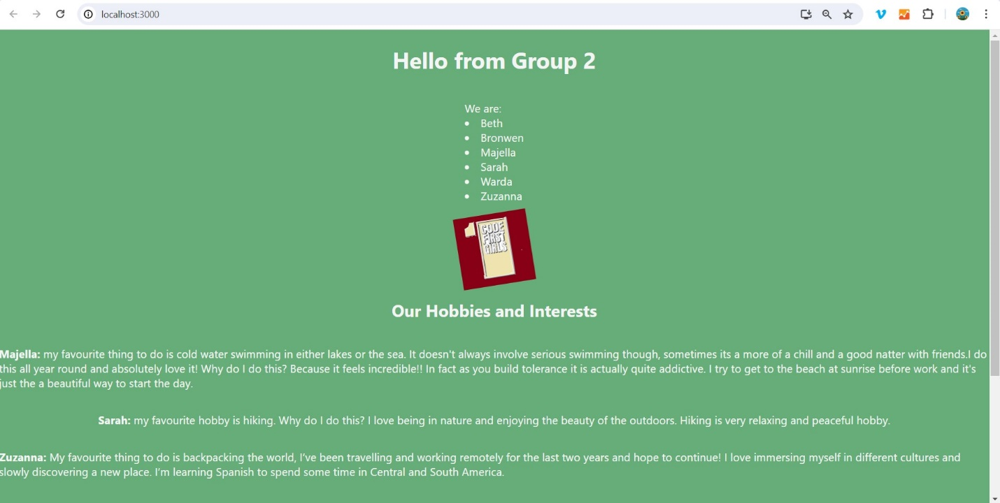 localhost:3000
Hello from Group 2
We are:
Beth
Bronwen
Majella
Sarah
Warda
Zuzanna
CODE
FIRST
GIRLS
Our Hobbies and Interests
Majella: my favourite thing to do is cold water swimming in either lakes or the sea. It doesn't always involve serious swimming though, sometimes its a more of a chill and a good natter with friends.I do
this all year round and absolutely love it! Why do I do this? Because it feels incredible!! In fact as you build tolerance it is actually quite addictive. I try to get to the beach at sunrise before work and it's
just the a beautiful way to start the day.
Sarah: my favourite hobby is hiking. Why do I do this? I love being in nature and enjoying the beauty of the outdoors. Hiking is very relaxing and peaceful hobby.
Zuzanna: My favourite thing to do is backpacking the world, I’ve been travelling and working remotely for the last two years and hope to continue! I love immersing myself in different cultures and
slowly discovering a new place. I’m learning Spanish to spend some time in Central and South America.